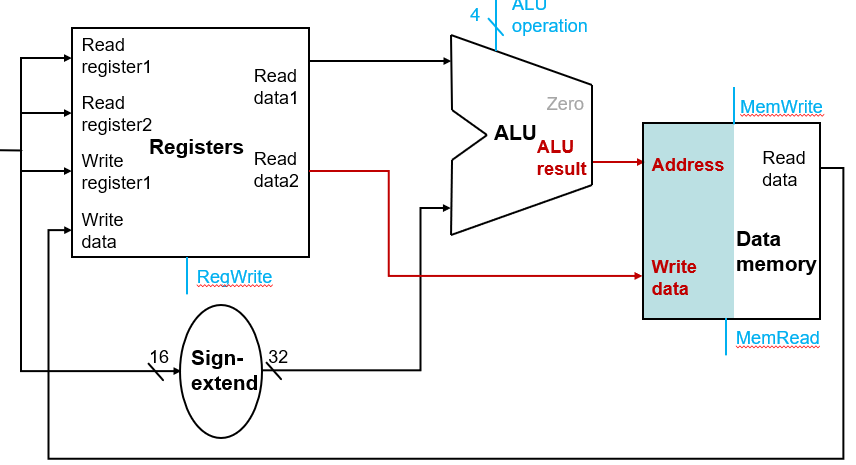 4
ALU
operation
Read
register1
Read
register2
Write
register1
Write
data
Registers
Read
data1
Read
data2
RegWrite
Zero
ALU
ALU
result
MemWrite
Address
Read
data
Data
memory
Write
data
MemRead
16
Sign-
extend
32